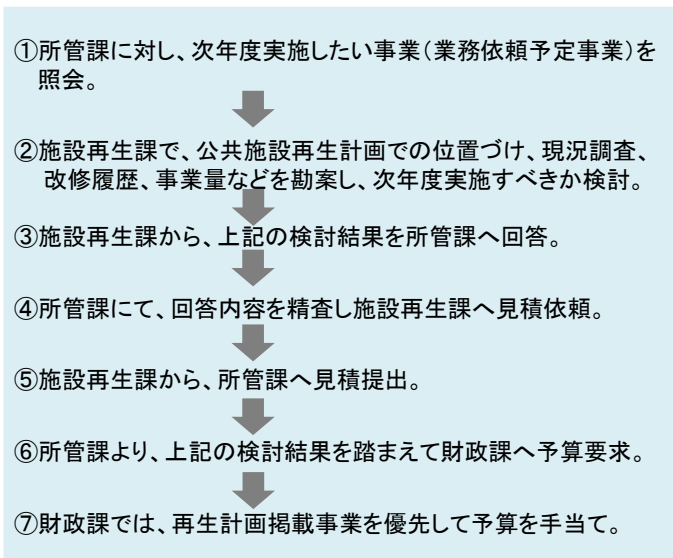 ①所管課に対し、次年度実施したい事業(業務依頼予定事業)を
照会。
②施設再生課で、公共施設再生計画での位置づけ、現況調査、
改修履歴、事業量などを勘案し、次年度実施すべきか検討。
③施設再生課から、上記の検討結果を所管課へ回答。
④所管課にて、回答内容を精査し施設再生課へ見積依頼。
⑤施設再生課から、所管課へ見積提出。
⑥所管課より、上記の検討結果を踏まえて財政課へ予算要求。
⑦財政課では、再生計画掲載事業を優先して予算を手当て。